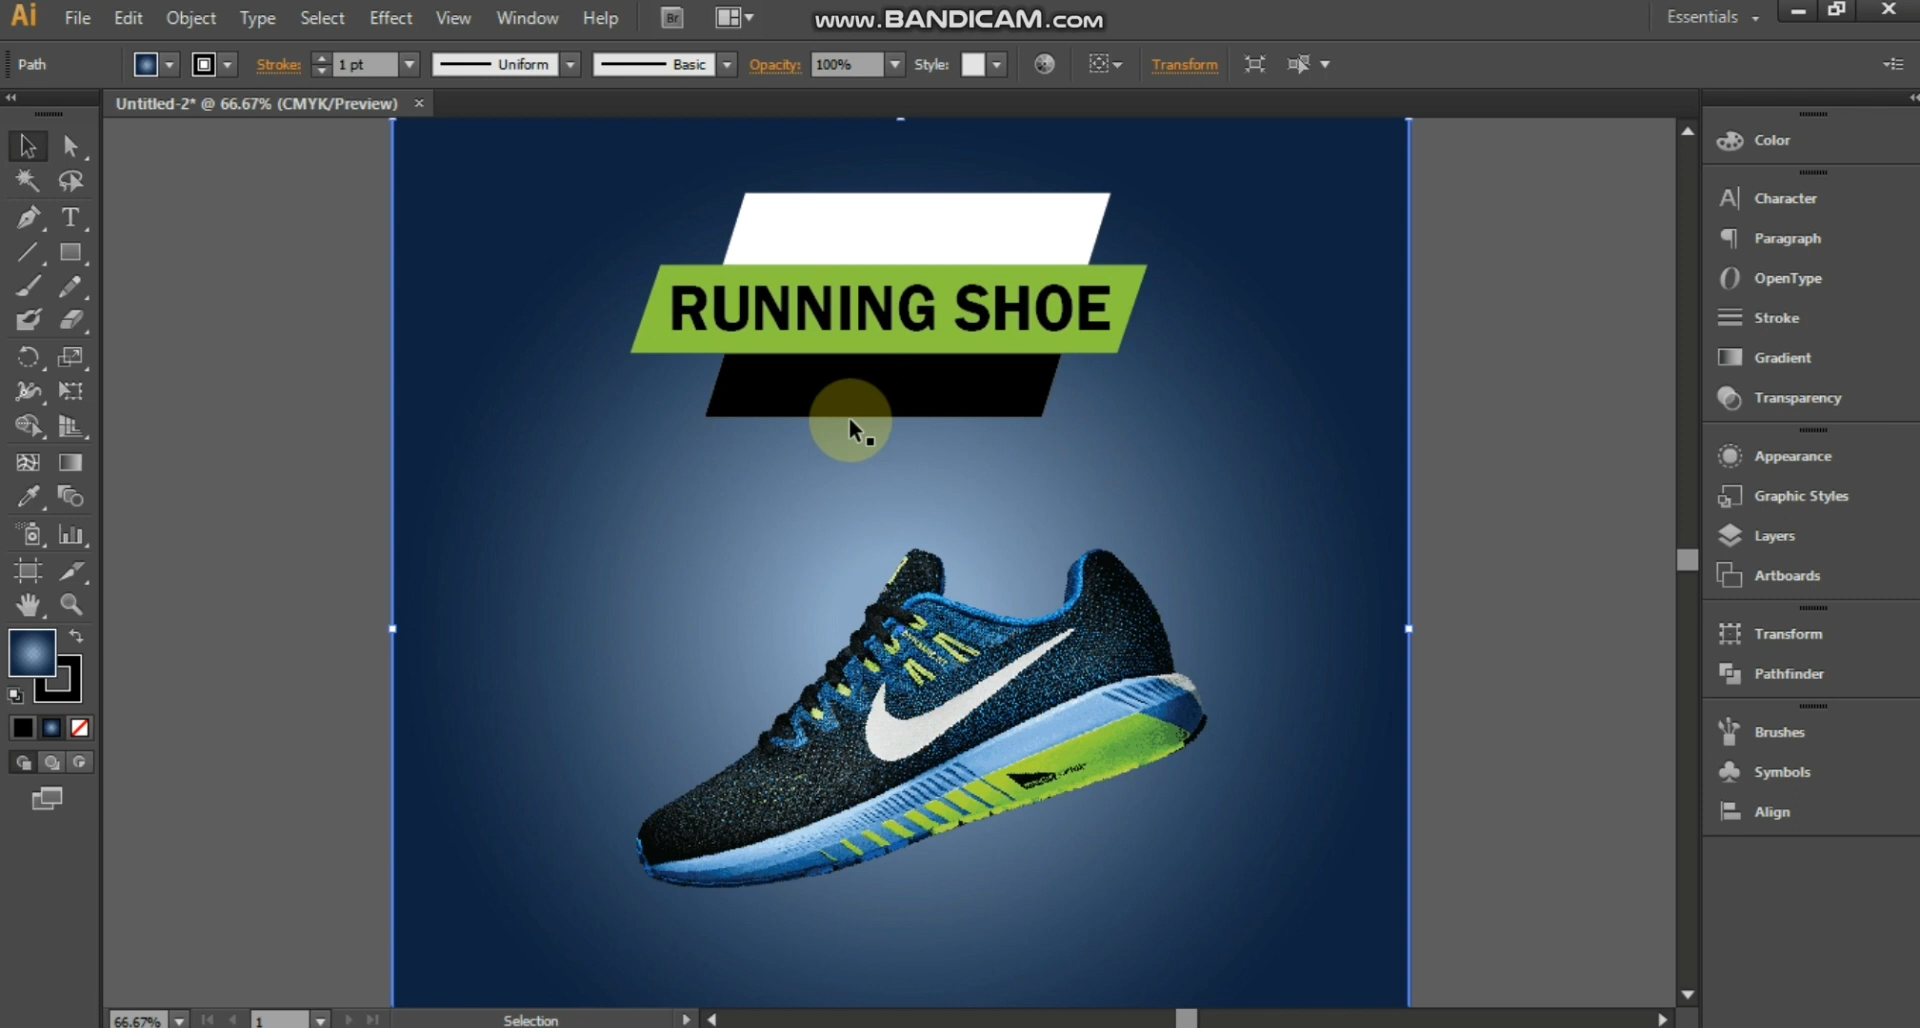 Ai File Edit Object Type Select Effect View Window Help Br www.BANDICAM.com Essentials
Path Stroke: 1 pt Uniform Basic Opacity: 100% Style: Transform
Untitled-2* @ 66.67% (CMYK/Preview) ×
RUNNING SHOE
Color
Character
Paragraph
OpenType
Stroke
Gradient
Transparency
Appearance
Graphic Styles
Layers
Artboards
Transform
Pathfinder
Brushes
Symbols
Align
66.67% 1 Selection